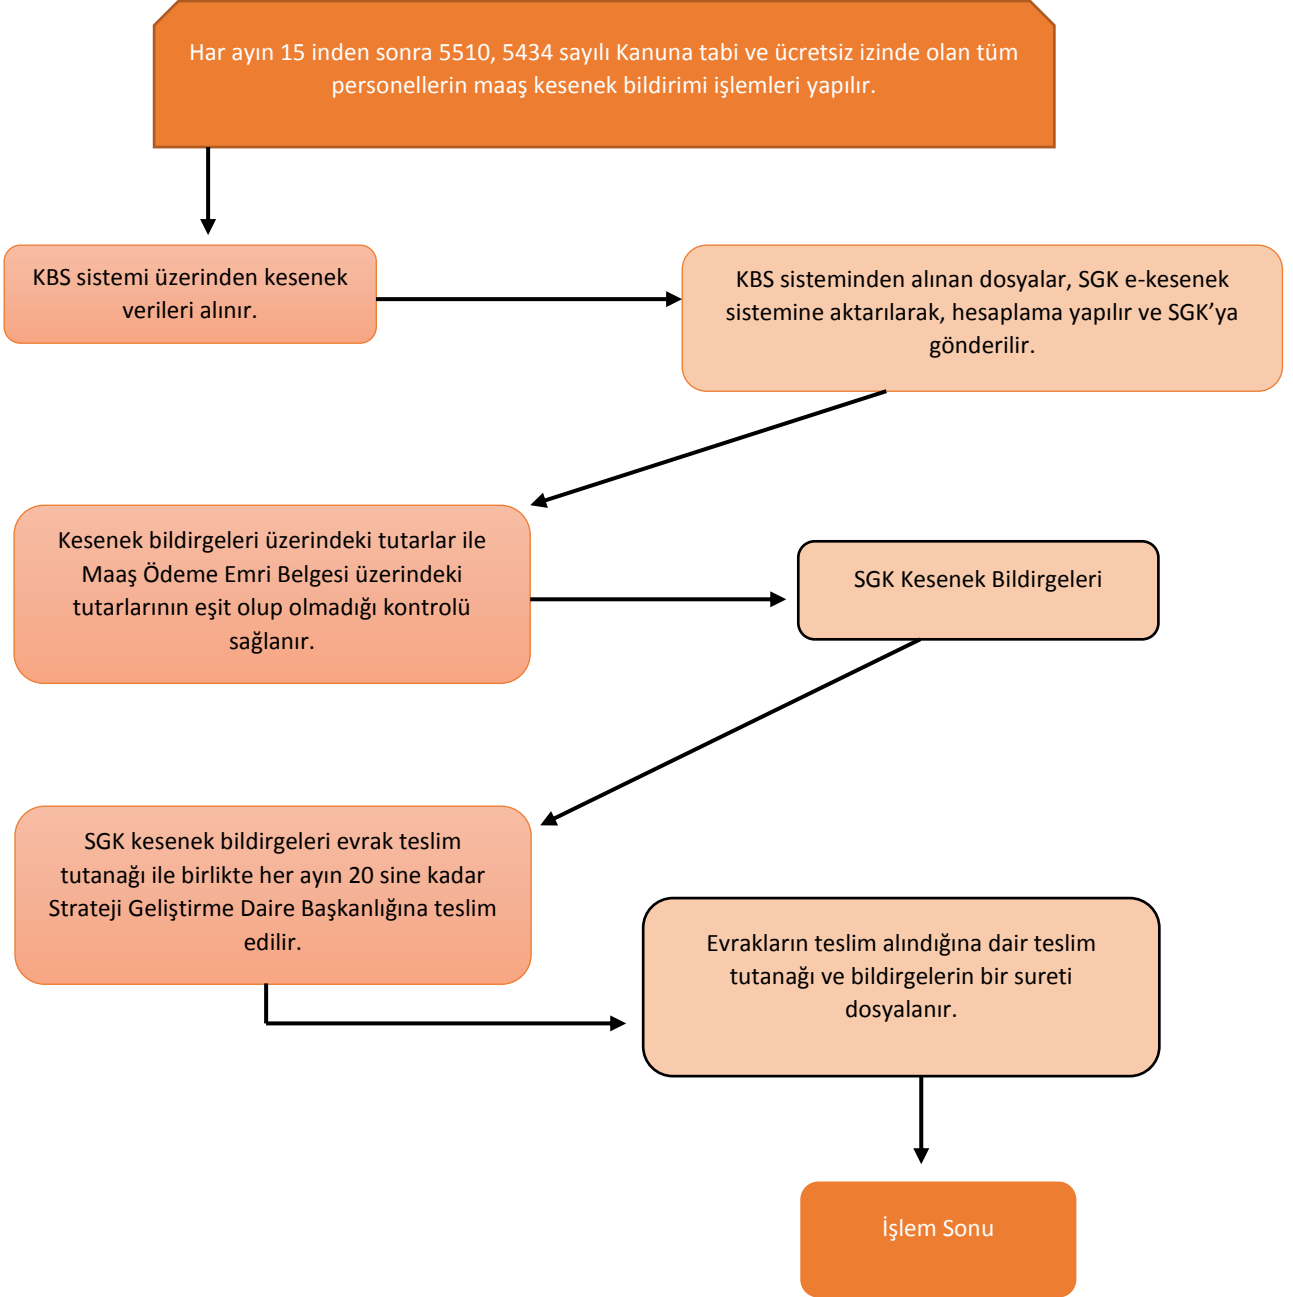 Har ayın 15 inden sonra 5510, 5434 sayılı Kanuna tabi ve ücretsiz izinde olan tüm
personellerin maaş kesenek bildirimi işlemleri yapılır.
KBS sistemi üzerinden kesenek
verileri alınır.
KBS sisteminden alınan dosyalar, SGK e-kesenek
sistemine aktarılarak, hesaplama yapılır ve SGK’ya
gönderilir.
Kesenek bildirgeleri üzerindeki tutarlar ile
Maaş Ödeme Emri Belgesi üzerindeki
tutarlarının eşit olup olmadığı kontrolü
sağlanır.
SGK Kesenek Bildirgeleri
SGK kesenek bildirgeleri evrak teslim
tutanağı ile birlikte her ayın 20 sine kadar
Strateji Geliştirme Daire Başkanlığına teslim
edilir.
Evrakların teslim alındığına dair teslim
tutanağı ve bildirgelerin bir sureti
dosyalanır.
İşlem Sonu